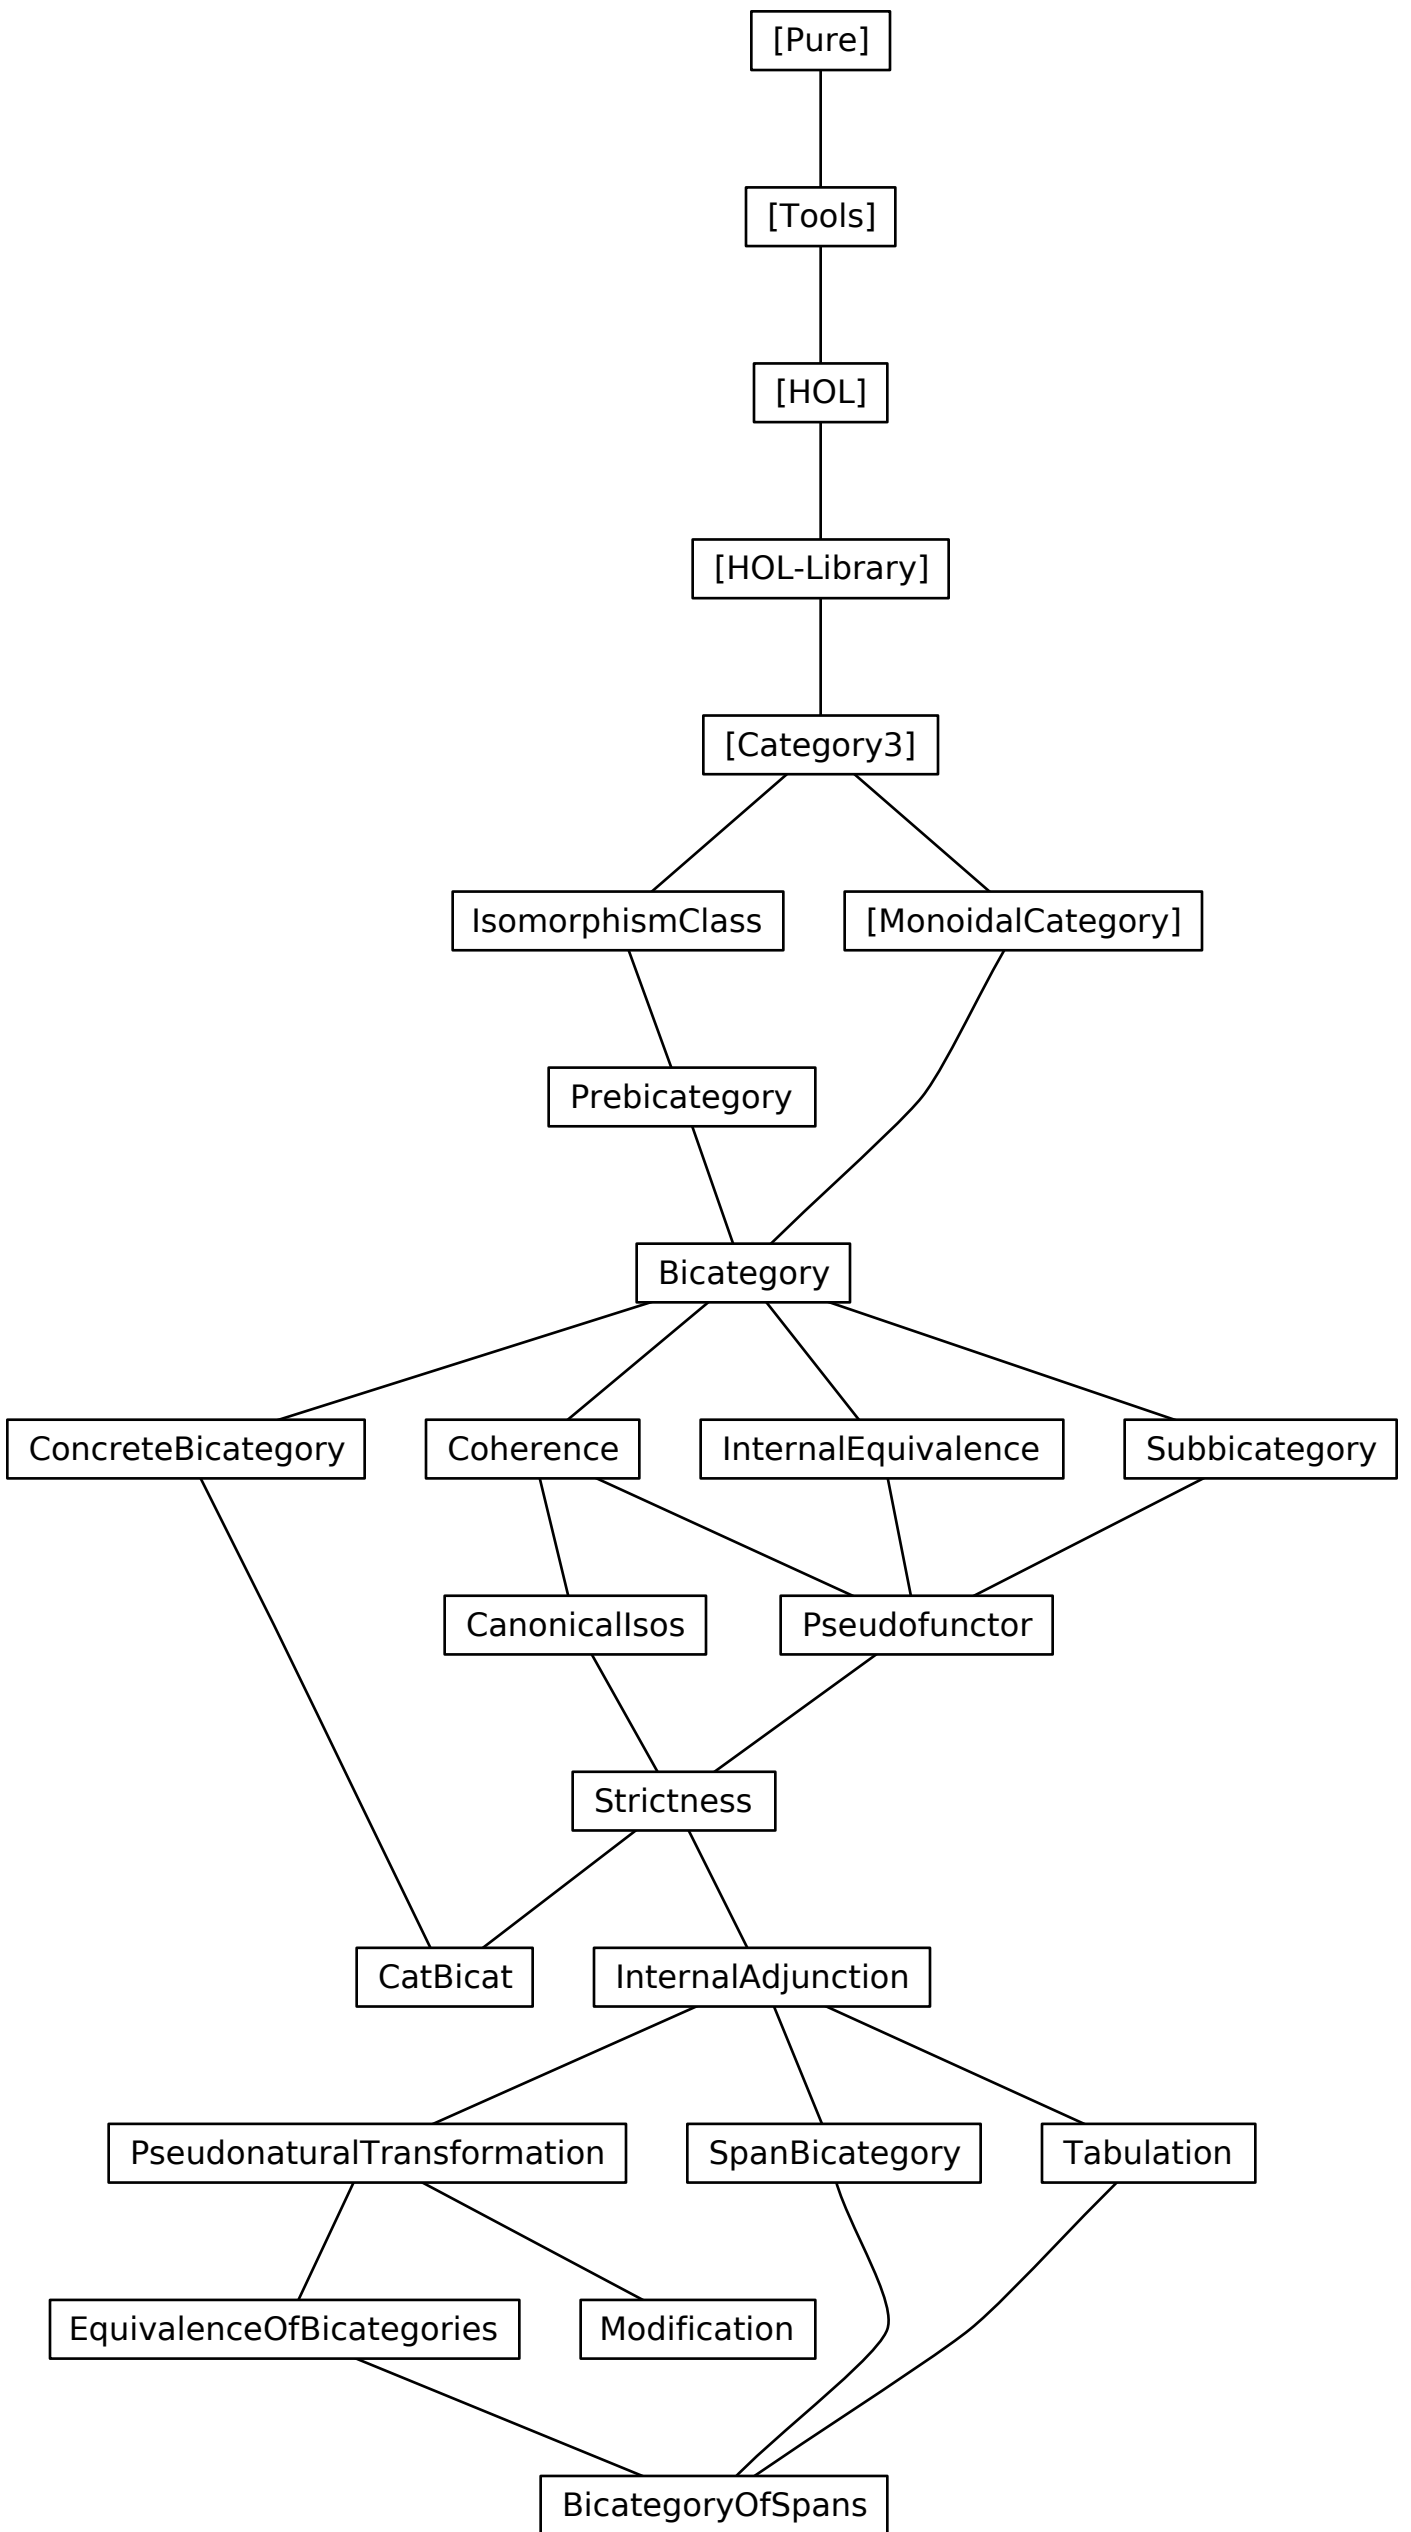 [Pure]
[Tools]
[HOL]
[HOL-Library]
[Category3]
IsomorphismClass
[MonoidalCategory]
Prebicategory
Bicategory
ConcreteBicategory
Coherence
InternalEquivalence
Subbicategory
CanonicalIsos
Pseudofunctor
Strictness
CatBicat
InternalAdjunction
PseudonaturalTransformation
SpanBicategory
Tabulation
EquivalenceOfBicategories
Modification
BicategoryOfSpans